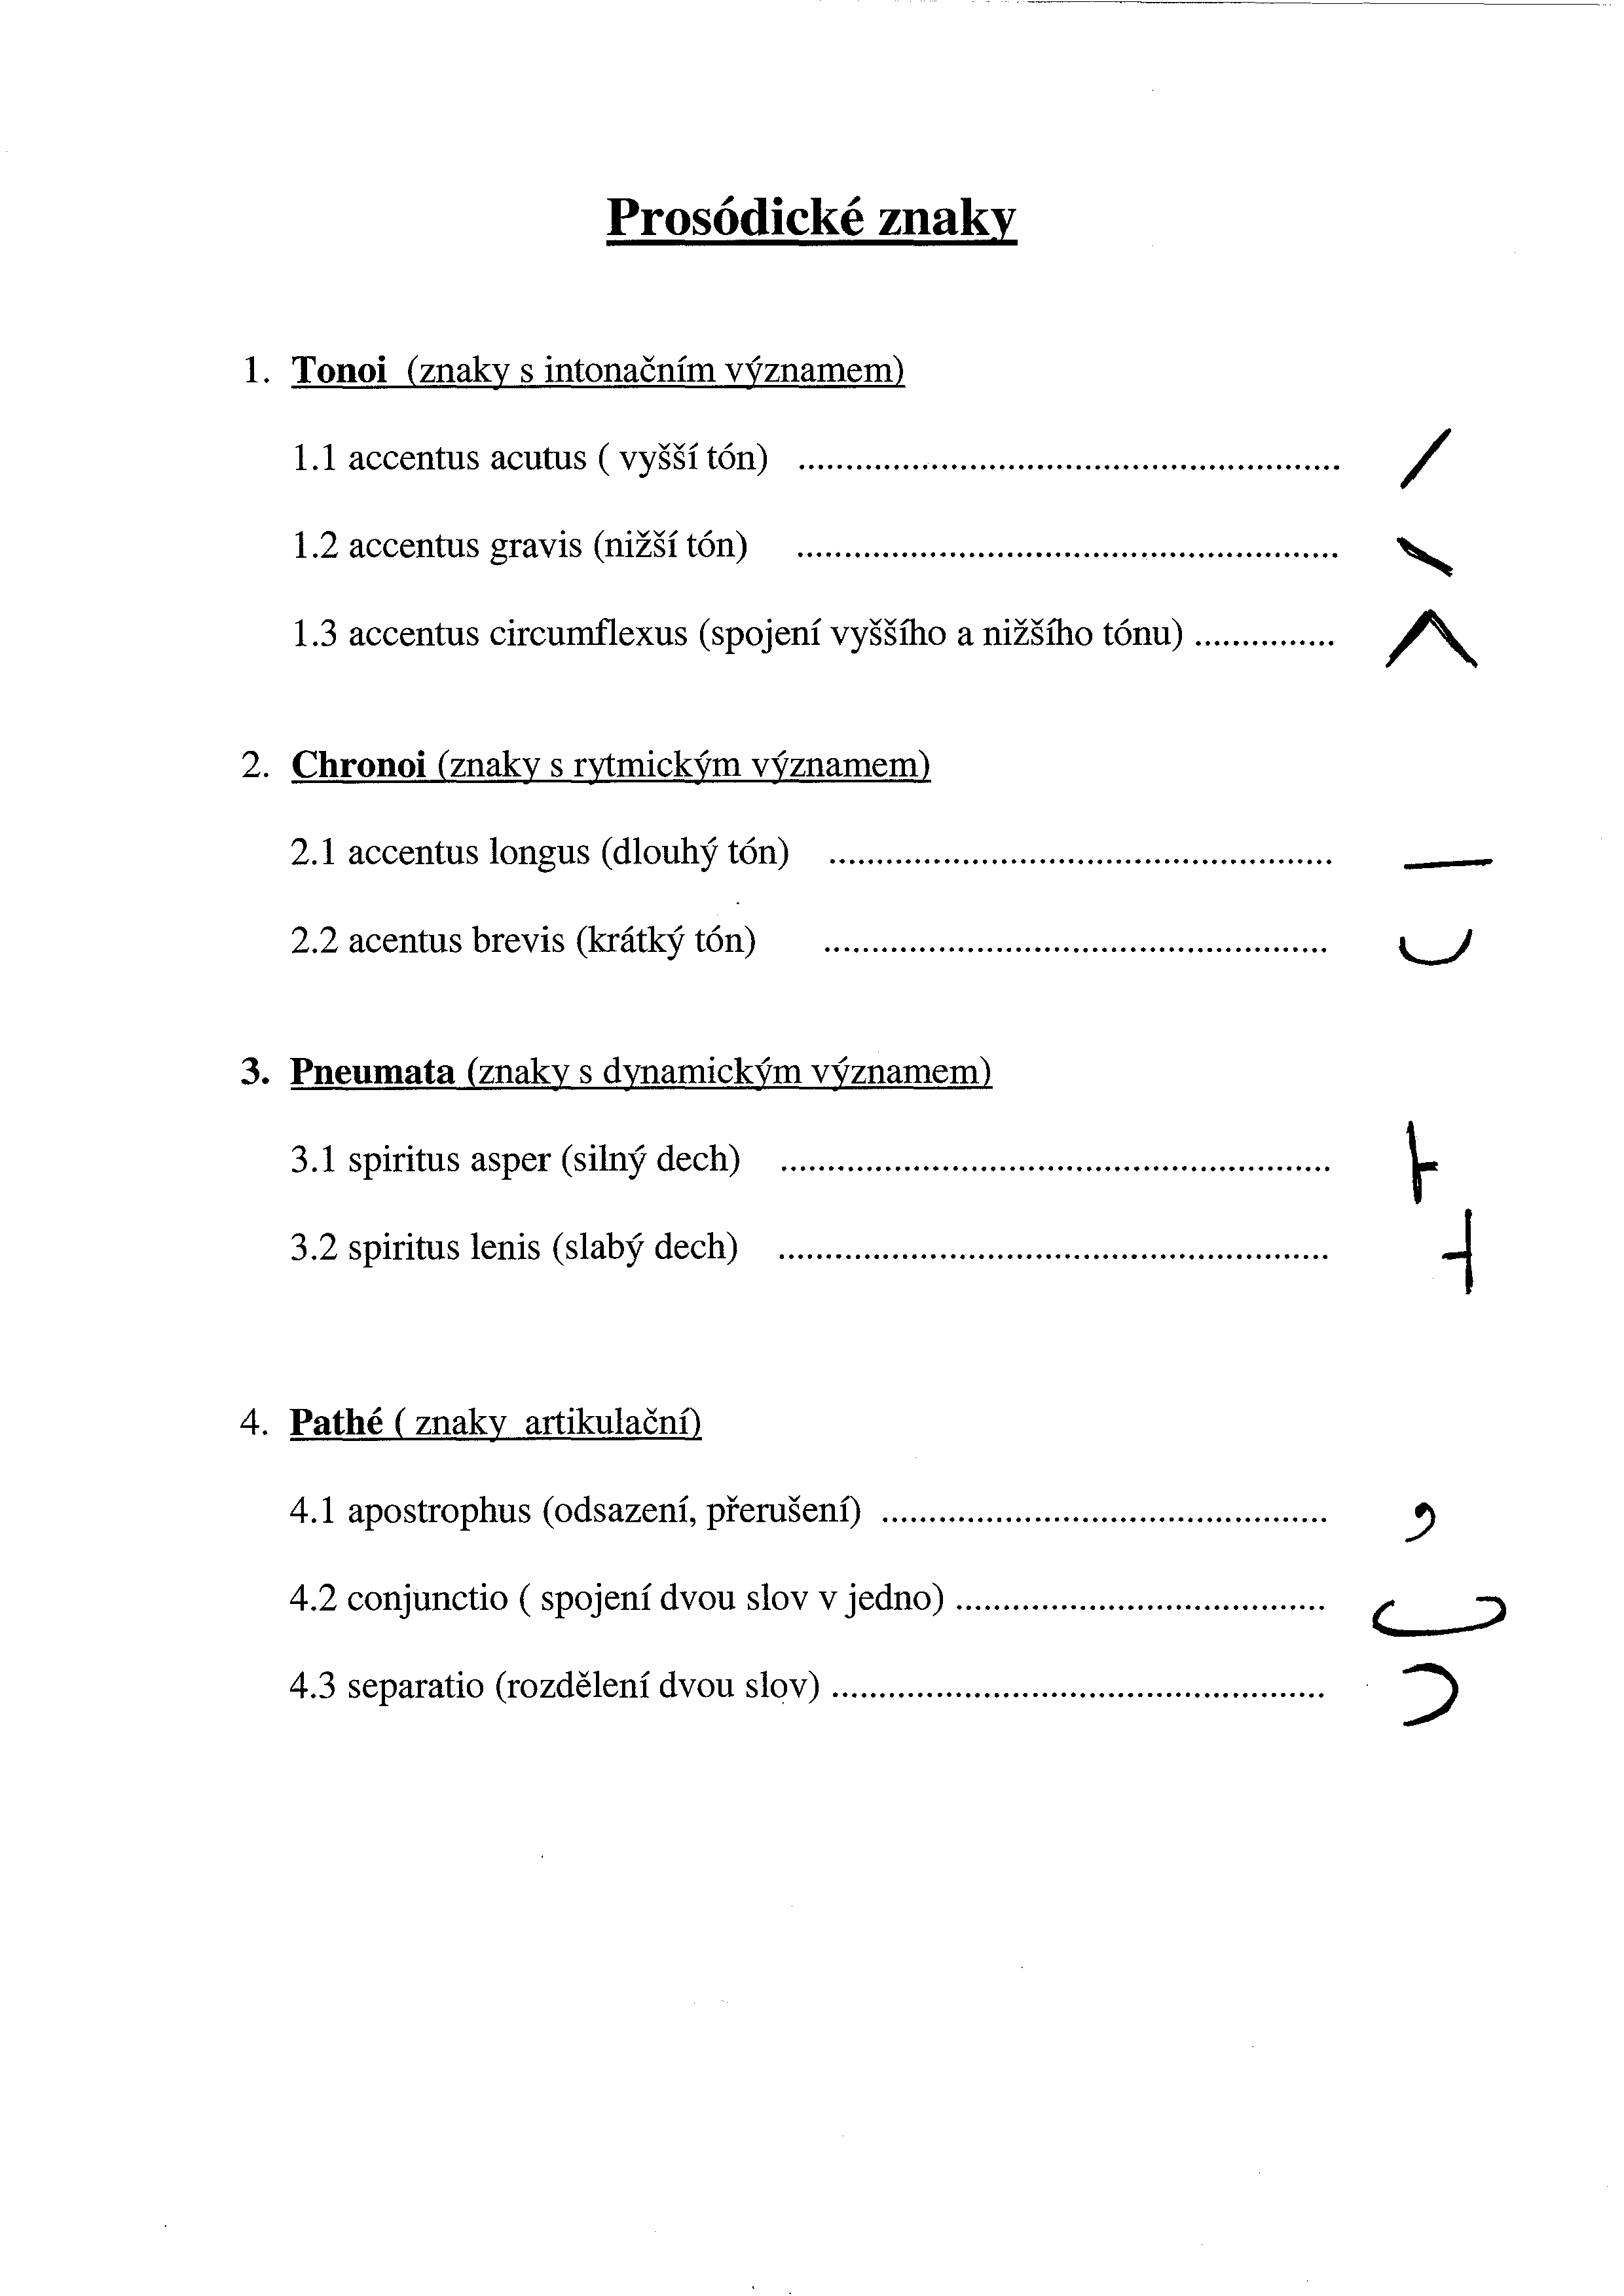 Prosódické znaky
1. Tonoi (znaky s intonačním významem)
1.1 accentus acutus ( vyšší tón) ........................................................ /
1.2 accentus gravis (nižší tón) ........................................................ \
1.3 accentus circumflexus (spojení vyššího a nižšího tónu) ............... ∧
2. Chronoi (znaky s rytmickým významem)
2.1 accentus longus (dlouhý tón) .................................................... —
2.2 acentus brevis (krátký tón) .................................................... ◡
3. Pneumata (znaky s dynamickým významem)
3.1 spiritus asper (silný dech) ......................................................... ⊢
3.2 spiritus lenis (slabý dech) ......................................................... ⊣
4. Pathé ( znaky artikulační)
4.1 apostrophus (odsazení, přerušení) .............................................. ,
4.2 conjunctio ( spojení dvou slov v jedno) ...................................... ‿
4.3 separatio (rozdělení dvou slov) ................................................... ⊃